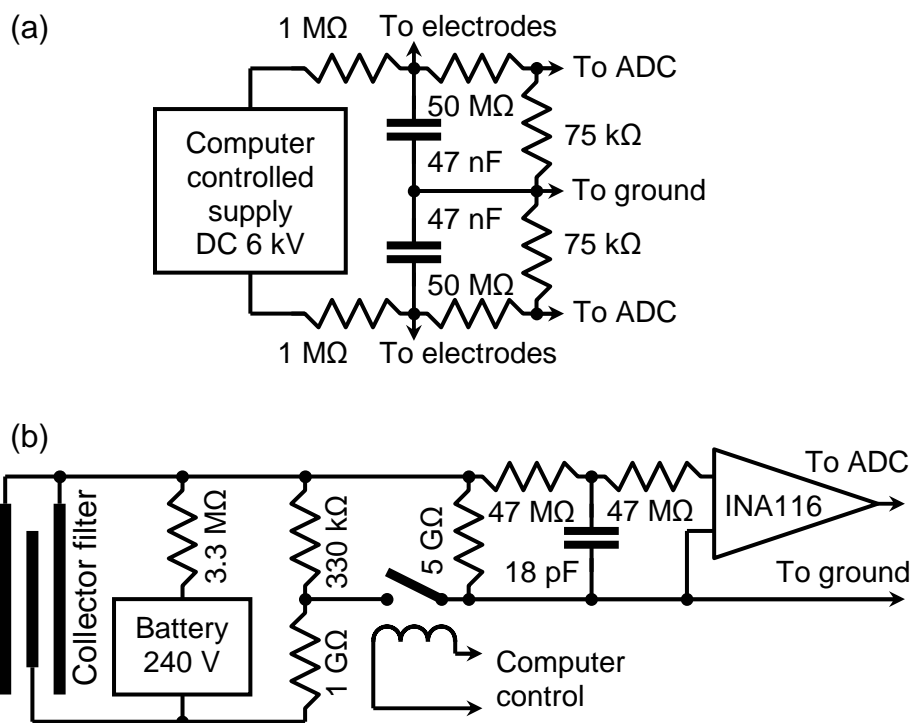 (a)
1 MΩ
To electrodes
To ADC
50 MΩ
75 kΩ
Computer
controlled
supply
DC 6 kV
47 nF
To ground
47 nF
75 kΩ
50 MΩ
To ADC
1 MΩ
To electrodes
(b)
To ADC
Collector filter
3.3 MΩ
330 kΩ
5 GΩ
47 MΩ
47 MΩ
INA116
18 pF
To ground
Battery
240 V
1 GΩ
Computer
control